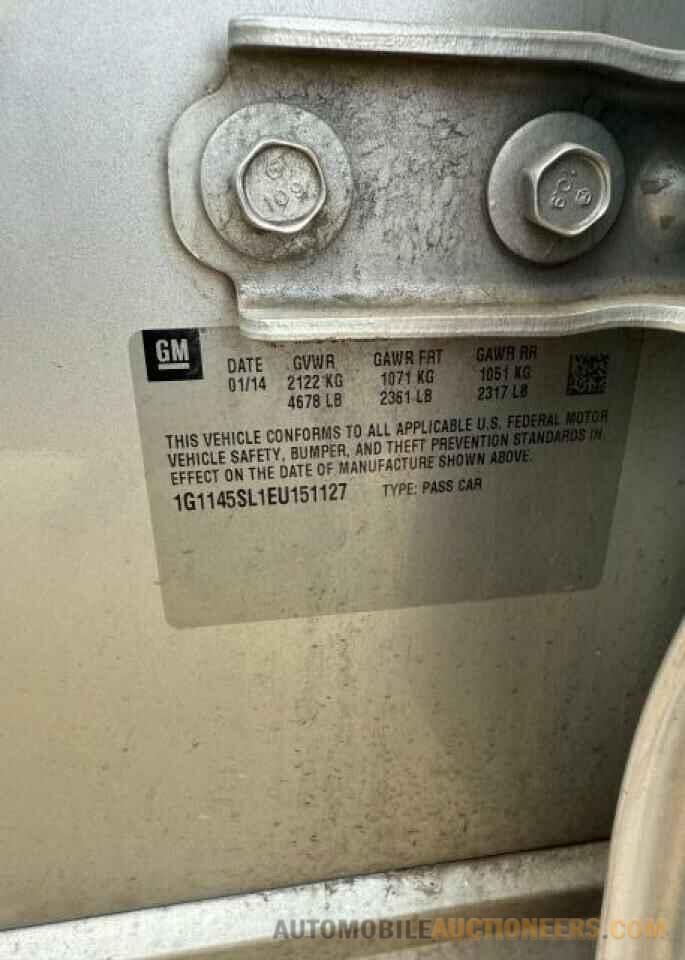 GM
DATE GVWR GAWR FRT GAWR RR
01/14 2122 KG 1071 KG 1051 KG
4678 LB 2361 LB 2317 LB
THIS VEHICLE CONFORMS TO ALL APPLICABLE U.S. FEDERAL MOTOR
VEHICLE SAFETY, BUMPER, AND THEFT PREVENTION STANDARDS IN
EFFECT ON THE DATE OF MANUFACTURE SHOWN ABOVE.
1G1145SL1EU151127 TYPE: PASS CAR
AUTOMOBILEAUCTIONEERS.COM